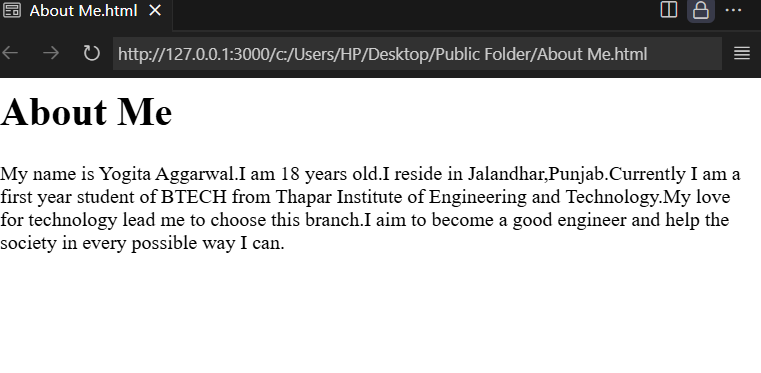 About Me.html
http://127.0.0.1:3000/c:/Users/HP/Desktop/Public Folder/About Me.html
About Me
My name is Yogita Aggarwal.I am 18 years old.I reside in Jalandhar,Punjab.Currently I am a
first year student of BTECH from Thapar Institute of Engineering and Technology.My love
for technology lead me to choose this branch.I aim to become a good engineer and help the
society in every possible way I can.